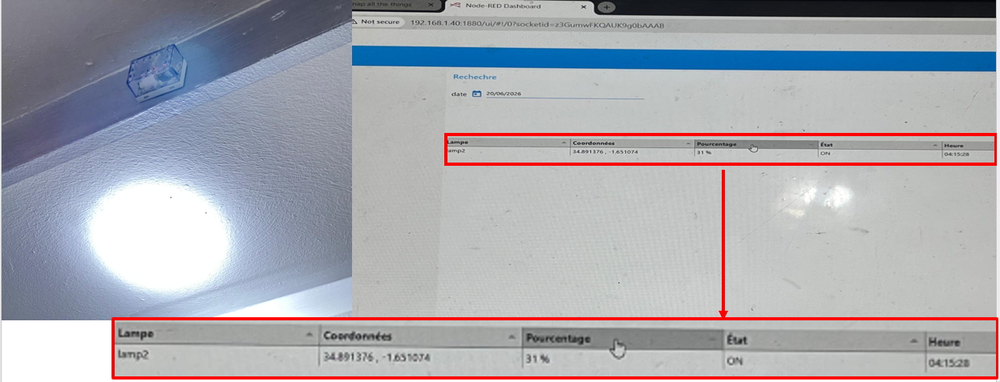 map all the things
Node-RED Dashboard
Not secure
192.168.1.40:1880/ui/#!/0?socketid=z3GumwFKQAUK9g0bAAAB
Rechechre
date 20/06/2026
Lampe Coordonnées Pourcentage État Heure
lamp2 34.891376 , -1.651074 31 % ON 04:15:28
Lampe Coordonnées Pourcentage État Heure
lamp2 34.891376 , -1.651074 31 % ON 04:15:28